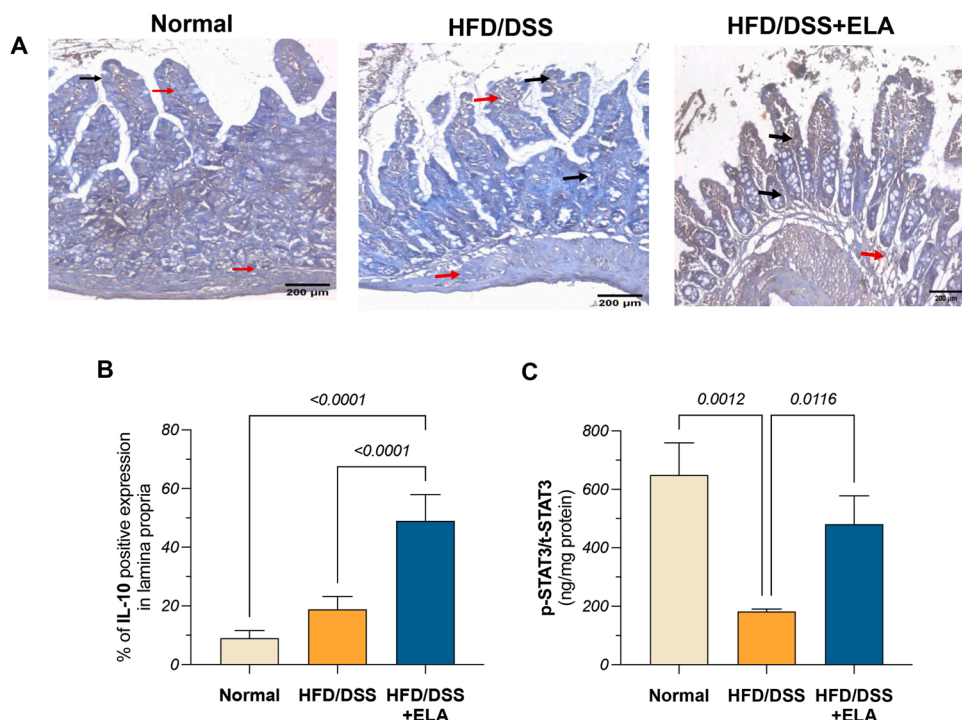 Normal
HFD/DSS
HFD/DSS+ELA
A
200 µm
200 µm
200 µm
B
<0.0001
<0.0001
% of IL-10 positive expression
in lamina propria
80
60
40
20
0
Normal
HFD/DSS
HFD/DSS
+ELA
C
0.0012
0.0116
p-STAT3/t-STAT3
(ng/mg protein)
800
600
400
200
0
Normal
HFD/DSS
HFD/DSS
+ELA